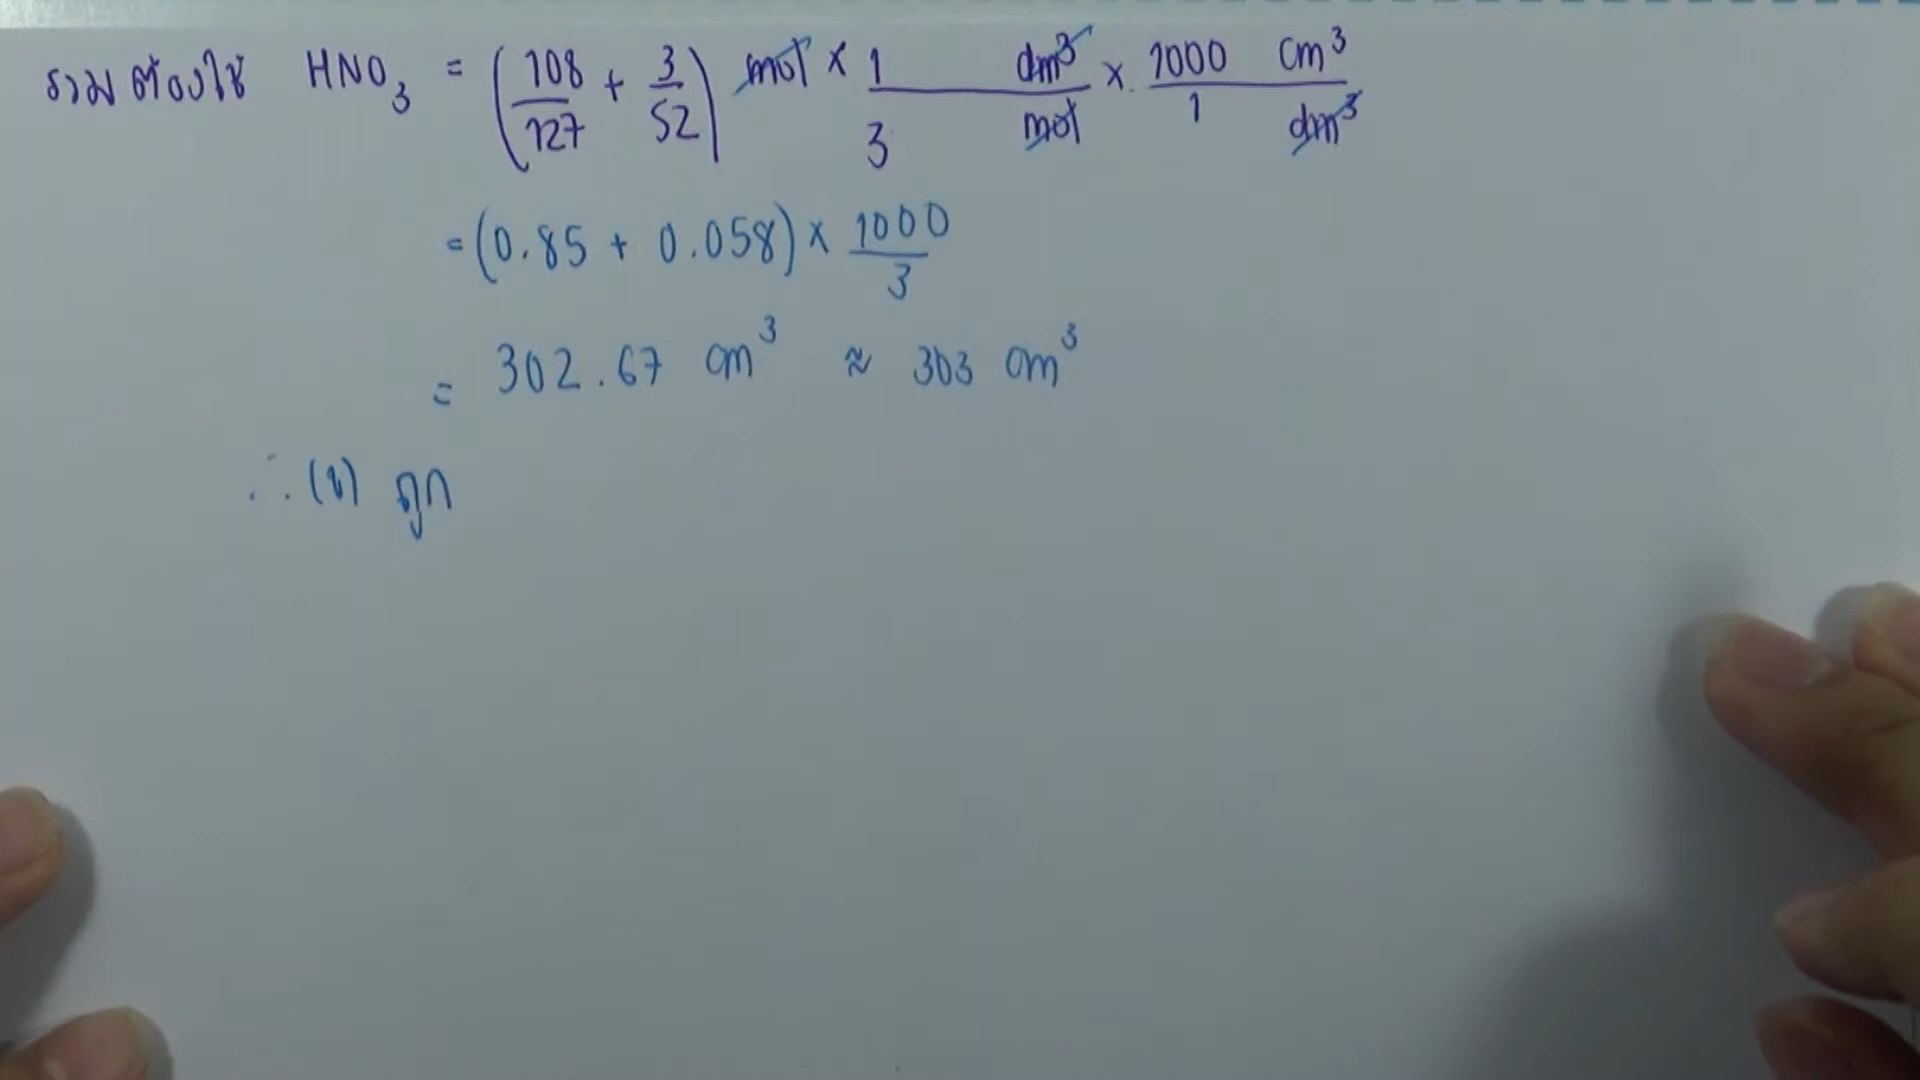 รวมต้องใช้ HNO₃ = (108/127 + 3/52) mol × 1 dm³/3 mol × 1000 cm³/1 dm³
= (0.85 + 0.058) × 1000/3
= 302.67 cm³ ≈ 303 cm³
∴ (ข) ถูก